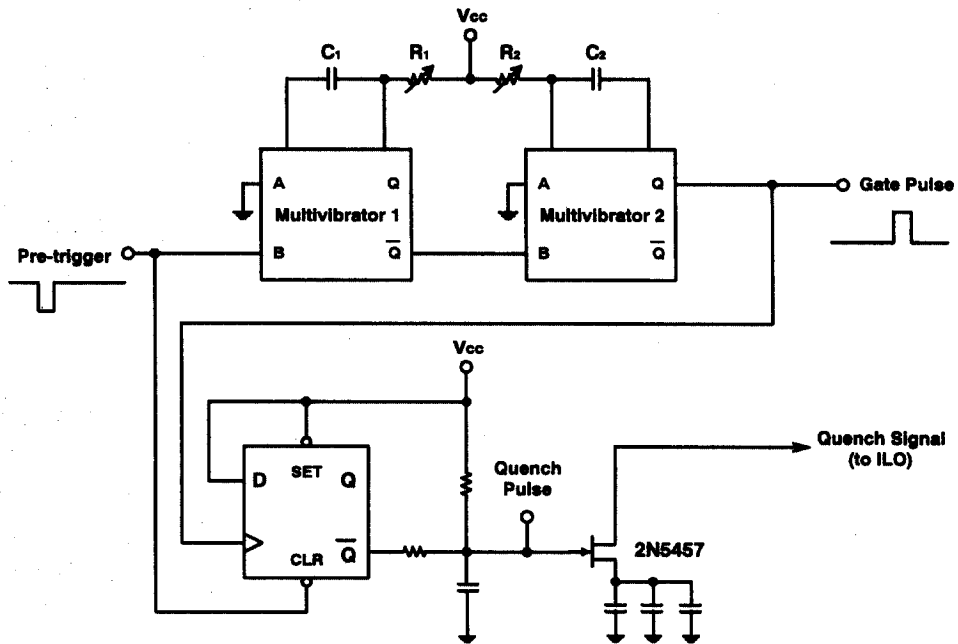 Vcc
C1 R1 R2 C2
A Q
Multivibrator 1
B Q̅
A Q
Multivibrator 2
B Q̅
Gate Pulse
Pre-trigger
Vcc
D SET Q
CLR Q̅
Quench
Pulse
Quench Signal
(to ILO)
2N5457